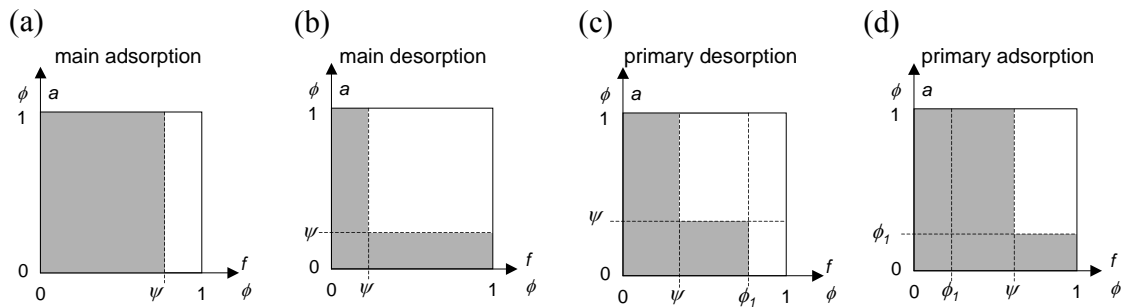 (a)
main adsorption
ϕ a
1
0
f
0 ψ 1 ϕ
(b)
main desorption
ϕ a
1
ψ
0
f
0 ψ 1 ϕ
(c)
primary desorption
ϕ a
1
ψ
0
f
0 ψ ϕ1 1 ϕ
(d)
primary adsorption
ϕ a
1
ϕ1
0
f
0 ϕ1 ψ 1 ϕ